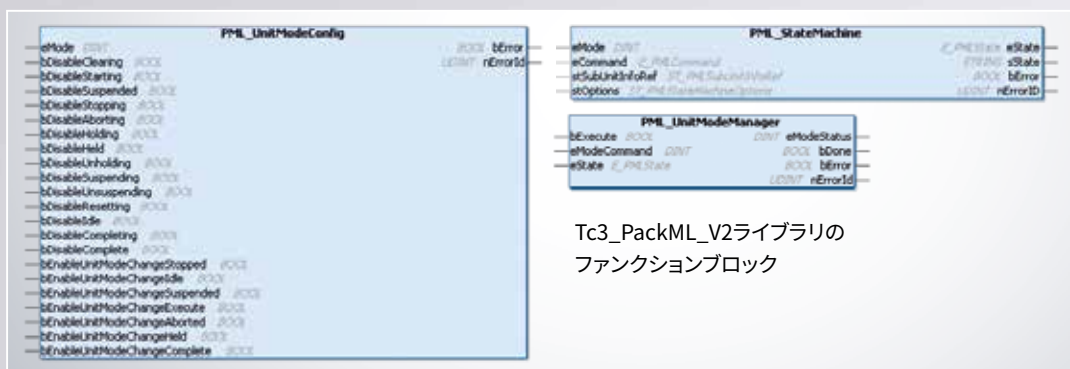 PML_UnitModeConfig
eMode DINT
bDisableClearing BOOL
bDisableStarting BOOL
bDisableSuspended BOOL
bDisableStopping BOOL
bDisableAborting BOOL
bDisableHolding BOOL
bDisableHeld BOOL
bDisableUnholding BOOL
bDisableSuspending BOOL
bDisableUnsuspending BOOL
bDisableResetting BOOL
bDisableIdle BOOL
bDisableCompleting BOOL
bDisableComplete BOOL
bEnableUnitModeChangeStopped BOOL
bEnableUnitModeChangeIdle BOOL
bEnableUnitModeChangeSuspended BOOL
bEnableUnitModeChangeExecute BOOL
bEnableUnitModeChangeAborted BOOL
bEnableUnitModeChangeHeld BOOL
bEnableUnitModeChangeComplete BOOL
BOOL bError
UDINT nErrorId
PML_StateMachine
eMode DINT
eCommand E_PMLCommand
stSubUnitInfoRef ST_PMLSubUnitInfoRef
stOptions ST_PMLStateMachineOptions
E_PMLState eState
STRING sState
BOOL bError
UDINT nErrorID
PML_UnitModeManager
bExecute BOOL
eModeCommand DINT
eState E_PMLState
DINT eModeStatus
BOOL bDone
BOOL bError
UDINT nErrorId
Tc3_PackML_V2ライブラリの
ファンクションブロック